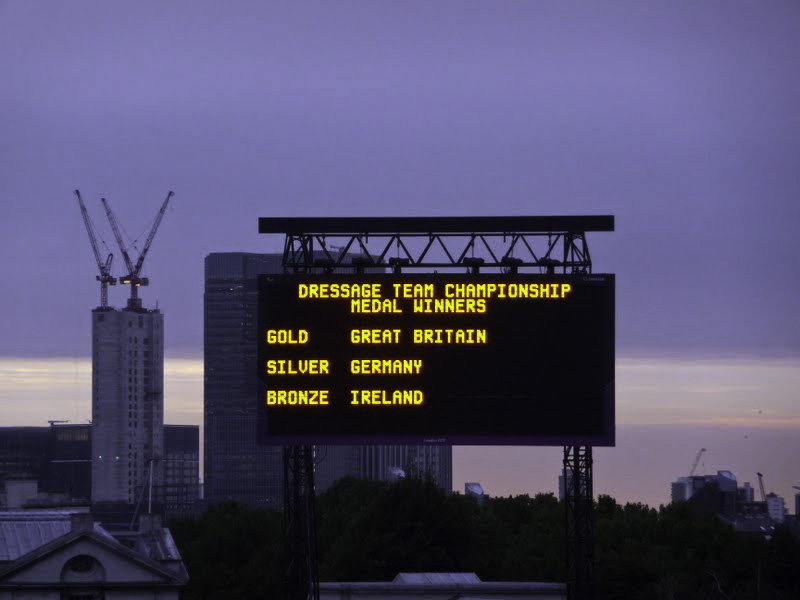 DRESSAGE TEAM CHAMPIONSHIP
MEDAL WINNERS
GOLD GREAT BRITAIN
SILVER GERMANY
BRONZE IRELAND